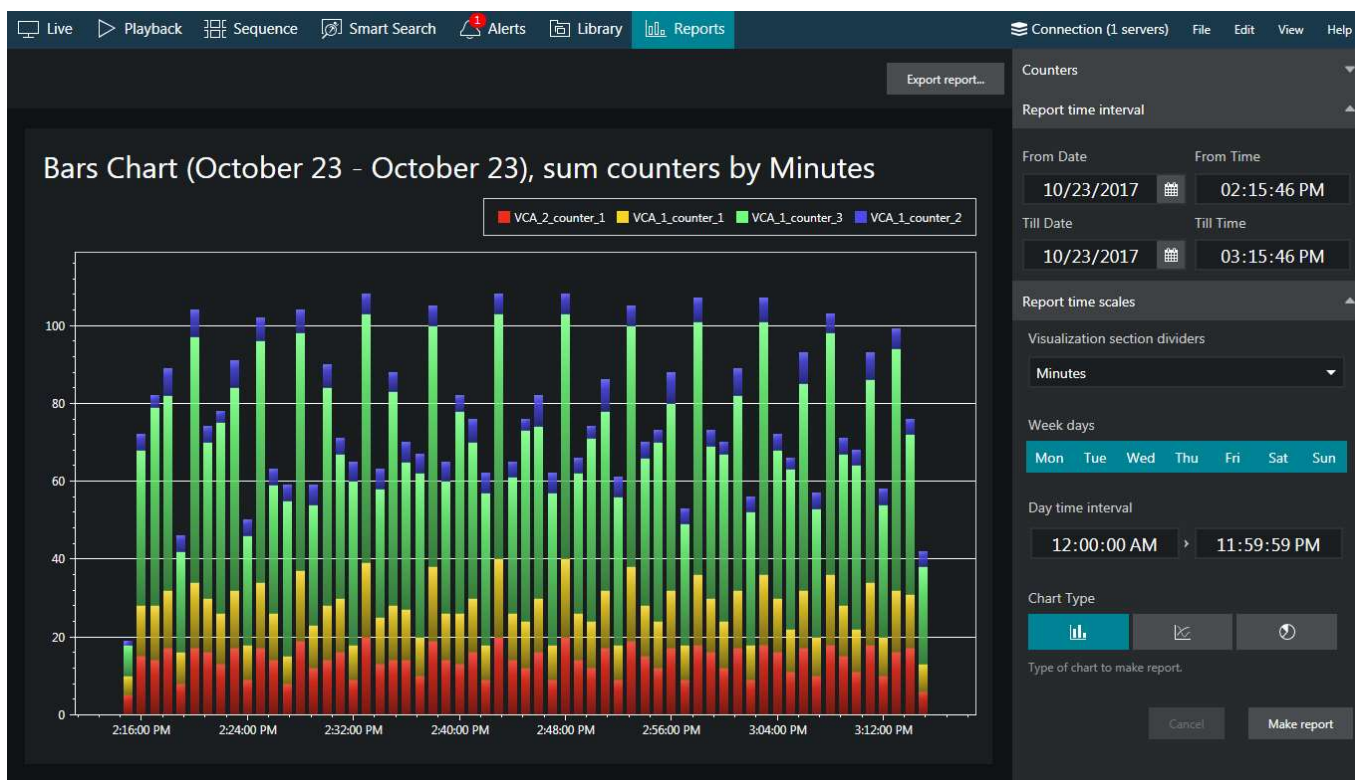 Live Playback Sequence Smart Search 1 Alerts Library Reports Connection (1 servers) File Edit View Help
Export report...
Bars Chart (October 23 - October 23), sum counters by Minutes
VCA_2_counter_1 VCA_1_counter_1 VCA_1_counter_3 VCA_1_counter_2
100
80
60
40
20
0
2:16:00 PM 2:24:00 PM 2:32:00 PM 2:40:00 PM 2:48:00 PM 2:56:00 PM 3:04:00 PM 3:12:00 PM
Counters
Report time interval
From Date From Time
10/23/2017 02:15:46 PM
Till Date Till Time
10/23/2017 03:15:46 PM
Report time scales
Visualization section dividers
Minutes
Week days
Mon Tue Wed Thu Fri Sat Sun
Day time interval
12:00:00 AM › 11:59:59 PM
Chart Type
Type of chart to make report.
Cancel Make report